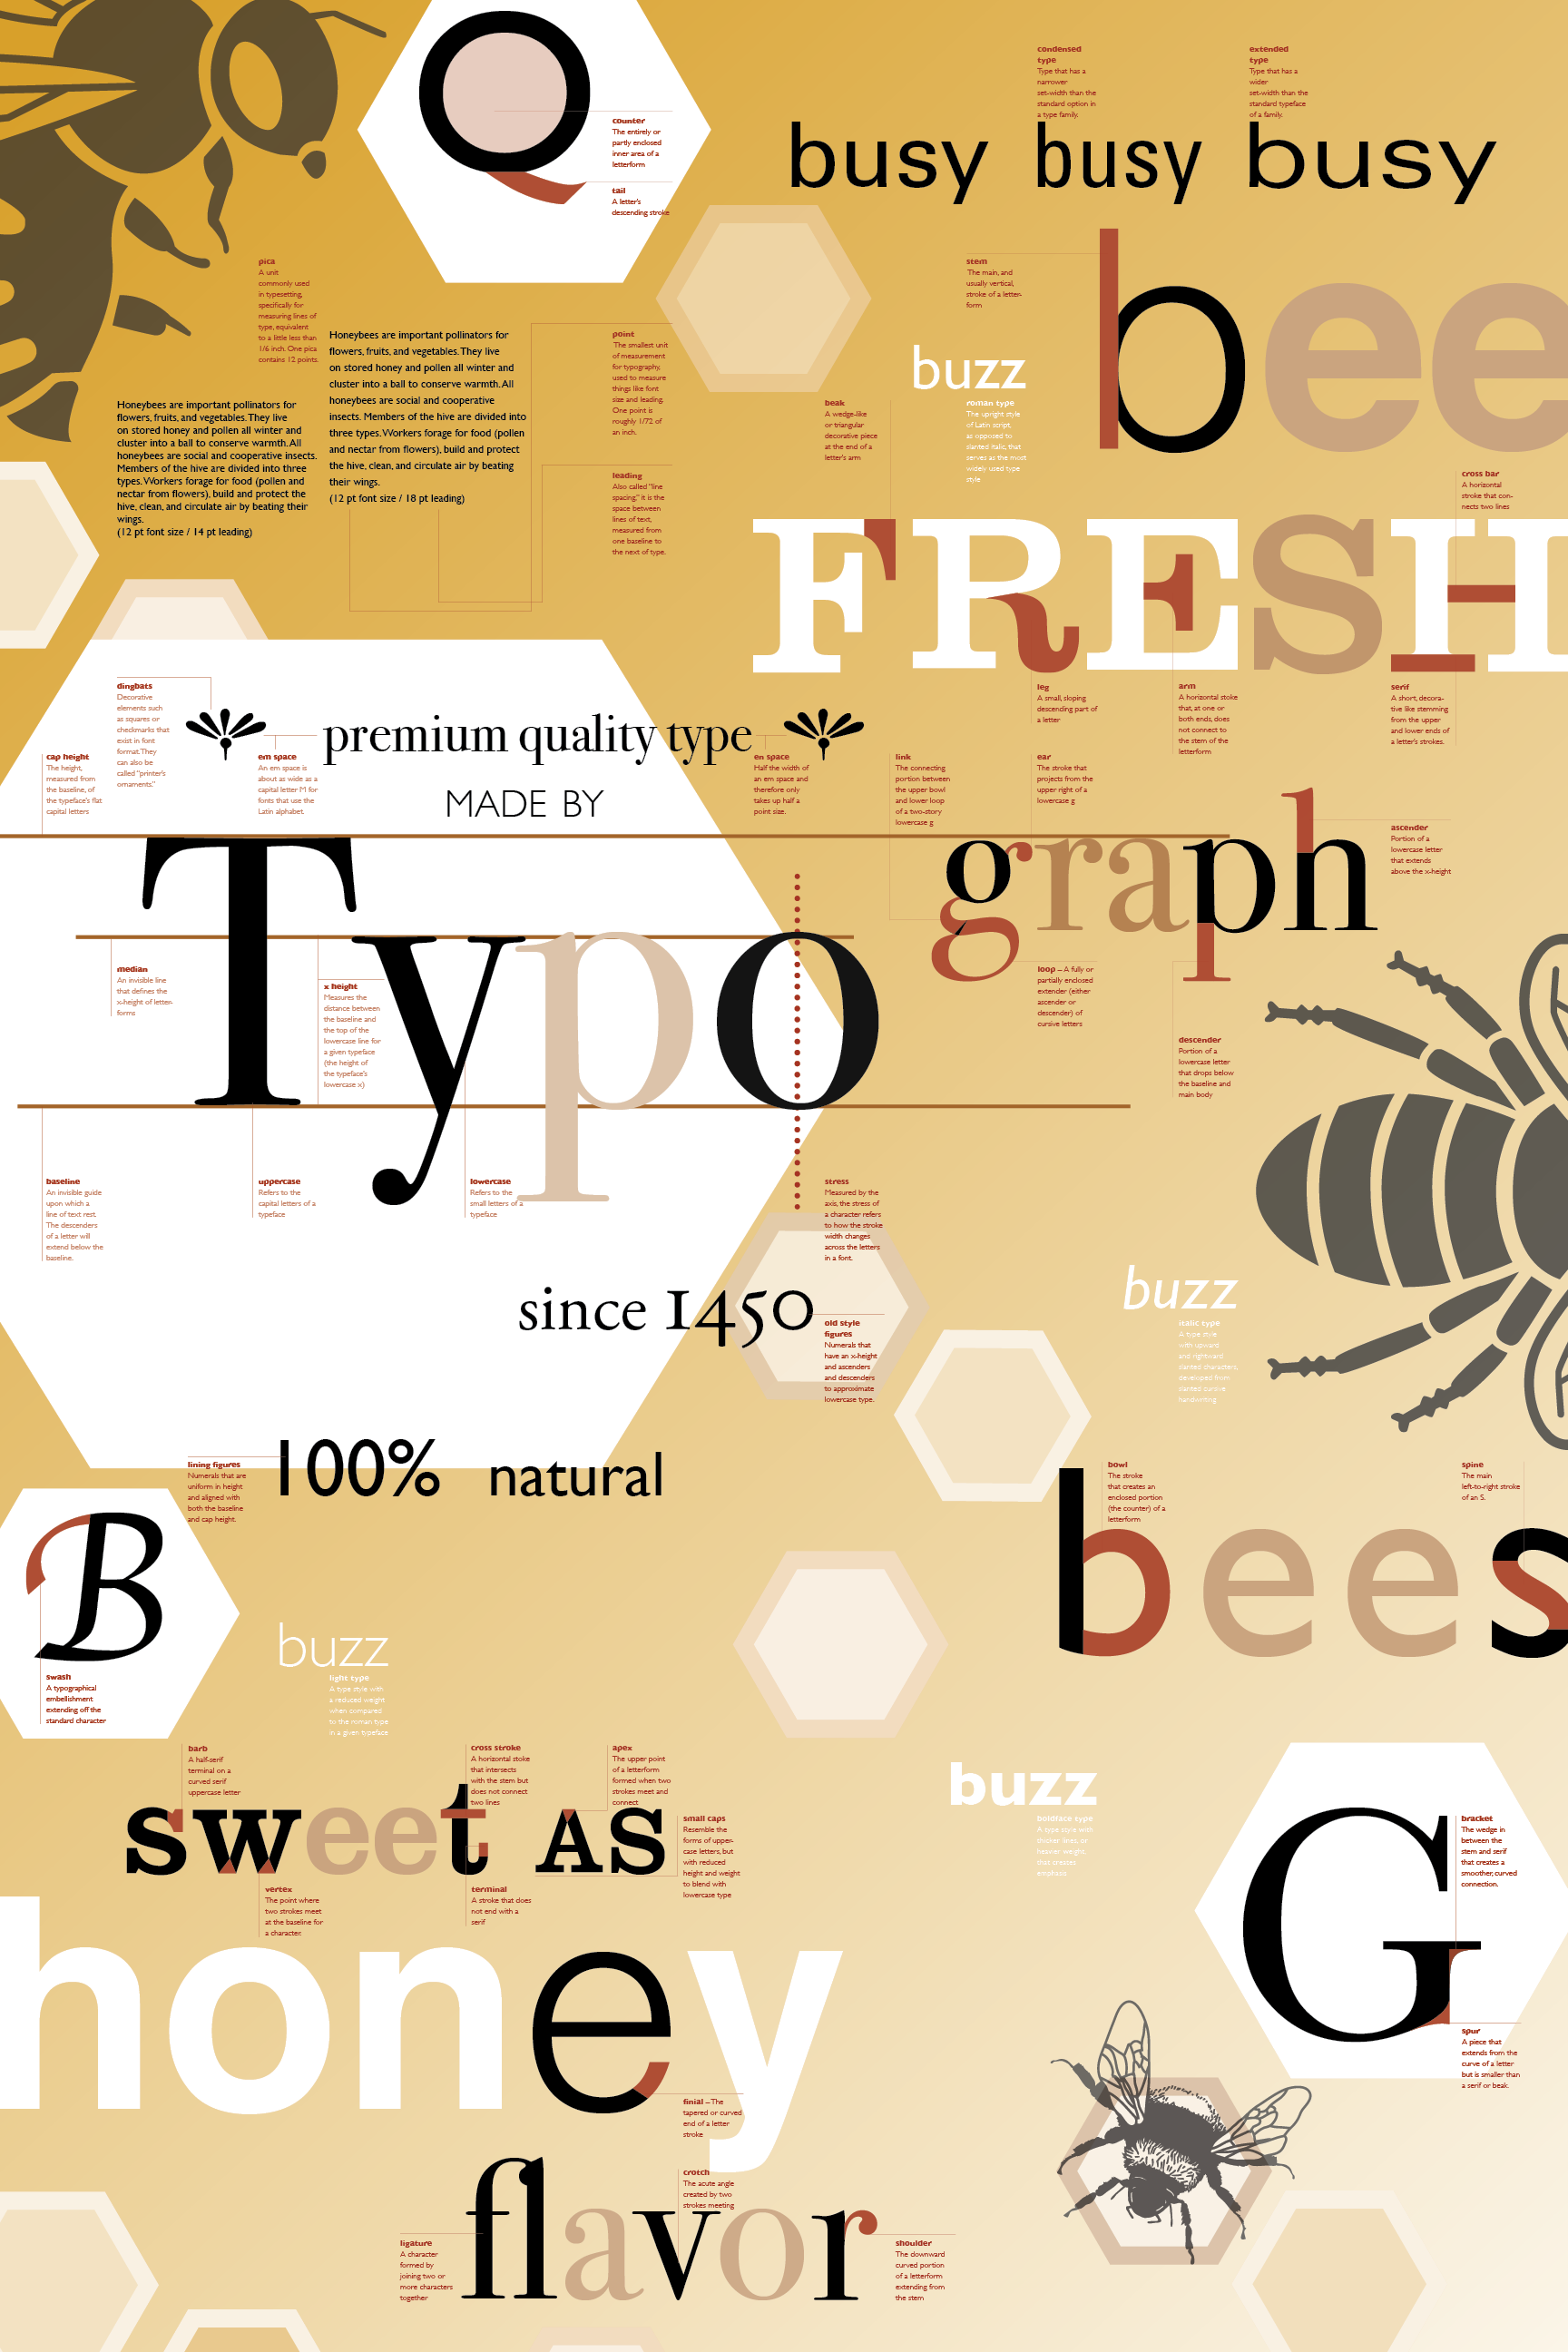 Q
counter
The entirely or
partly enclosed
inner area of a
letterform
tail
A letter's
descending stroke
condensed
type
Type that has a
narrower
set-width than the
standard option in
a type family.
extended
type
Type that has a
wider
set-width than the
standard typeface
of a family.
busy busy busy
pica
A unit
commonly used
in typesetting,
specifically for
measuring lines of
type, equivalent
to a little less than
1/6 inch. One pica
contains 12 points.
Honeybees are important pollinators for
flowers, fruits, and vegetables. They live
on stored honey and pollen all winter and
cluster into a ball to conserve warmth. All
honeybees are social and cooperative insects.
Members of the hive are divided into three
types. Workers forage for food (pollen and
nectar from flowers), build and protect the
hive, clean, and circulate air by beating their
wings.
(12 pt font size / 14 pt leading)
Honeybees are important pollinators for
flowers, fruits, and vegetables. They live
on stored honey and pollen all winter and
cluster into a ball to conserve warmth. All
honeybees are social and cooperative
insects. Members of the hive are divided into
three types. Workers forage for food (pollen
and nectar from flowers), build and protect
the hive, clean, and circulate air by beating
their wings.
(12 pt font size / 18 pt leading)
point
The smallest unit
of measurement
for typography,
used to measure
things like font
size and leading.
One point is
roughly 1/72 of
an inch.
leading
Also called "line
spacing," it is the
space between
lines of text,
measured from
one baseline to
the next of type.
stem
The main, and
usually vertical,
stroke of a letter-
form
bee
buzz
roman type
The upright style
of Latin script,
as opposed to
slanted italic, that
serves as the most
widely used type
style
beak
A wedge-like
or triangular
decorative piece
at the end of a
letter's arm
cross bar
A horizontal
stroke that con-
nects two lines
FRESH
leg
A small, sloping
descending part of
a letter
arm
A horizontal stoke
that, at one or
both ends, does
not connect to
the stem of the
letterform
serif
A short, decora-
tive like stemming
from the upper
and lower ends of
a letter's strokes.
dingbats
Decorative
elements such
as squares or
checkmarks that
exist in font
format. They
can also be
called "printer's
ornaments."
premium quality type
cap height
The height,
measured from
the baseline, of
the typeface's flat
capital letters
em space
An em space is
about as wide as a
capital letter M for
fonts that use the
Latin alphabet.
MADE BY
en space
Half the width of
an em space and
therefore only
takes up half a
point size.
link
The connecting
portion between
the upper bowl
and lower loop
of a two-story
lowercase g
ear
The stroke that
projects from the
upper right of a
lowercase g
Typo
graph
ascender
Portion of a
lowercase letter
that extends
above the x-height
median
An invisible line
that defines the
x-height of letter-
forms
x height
Measures the
distance between
the baseline and
the top of the
lowercase line for
a given typeface
(the height of
the typeface's
lowercase x)
loop – A fully or
partially enclosed
extender (either
ascender or
descender) of
cursive letters
descender
Portion of a
lowercase letter
that drops below
the baseline and
main body
baseline
An invisible guide
upon which a
line of text rest.
The descenders
of a letter will
extend below the
baseline.
uppercase
Refers to the
capital letters of a
typeface
lowercase
Refers to the
small letters of a
typeface
stress
Measured by the
axis, the stress of
a character refers
to how the stroke
width changes
across the letters
in a font.
since 1450
old style
figures
Numerals that
have an x-height
and ascenders
and descenders
to approximate
lowercase type.
buzz
italic type
A type style
with upward
and rightward
slanted characters,
developed from
slanted cursive
handwriting
lining figures
Numerals that are
uniform in height
and aligned with
both the baseline
and cap height.
100% natural
B
swash
A typographical
embellishment
extending off the
standard character
bowl
The stroke
that creates an
enclosed portion
(the counter) of a
letterform
spine
The main
left-to-right stroke
of an S.
bees
buzz
light type
A type style with
a reduced weight
when compared
to the roman type
in a given typeface
barb
A half-serif
terminal on a
curved serif
uppercase letter
cross stroke
A horizontal stoke
that intersects
with the stem but
does not connect
two lines
apex
The upper point
of a letterform
formed when two
strokes meet and
connect
sweet AS
small caps
Resemble the
forms of upper-
case letters, but
with reduced
height and weight
to blend with
lowercase type
vertex
The point where
two strokes meet
at the baseline for
a character.
terminal
A stroke that does
not end with a
serif
buzz
boldface type
A type style with
thicker lines, or
heavier weight,
that creates
emphasis
G
bracket
The wedge in
between the
stem and serif
that creates a
smoother, curved
connection.
spur
A piece that
extends from the
curve of a letter
but is smaller than
a serif or beak.
honey
finial – The
tapered or curved
end of a letter
stroke
crotch
The acute angle
created by two
strokes meeting
flavor
ligature
A character
formed by
joining two or
more characters
together
shoulder
The downward
curved portion
of a letterform
extending from
the stem